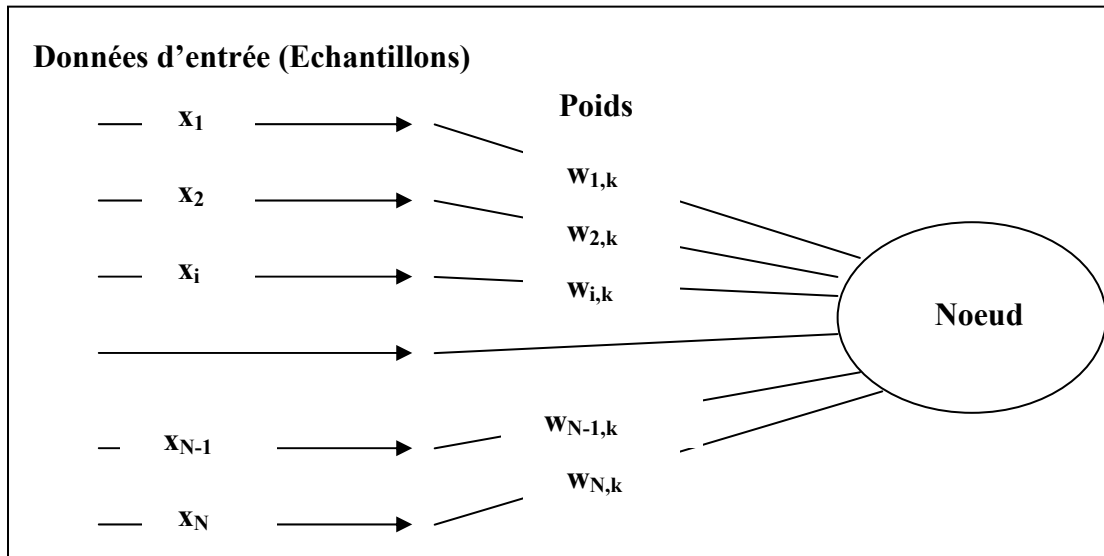 Données d'entrée (Echantillons)
Poids
x1
w1,k
x2
w2,k
xi
wi,k
Noeud
xN-1
wN-1,k
xN
wN,k